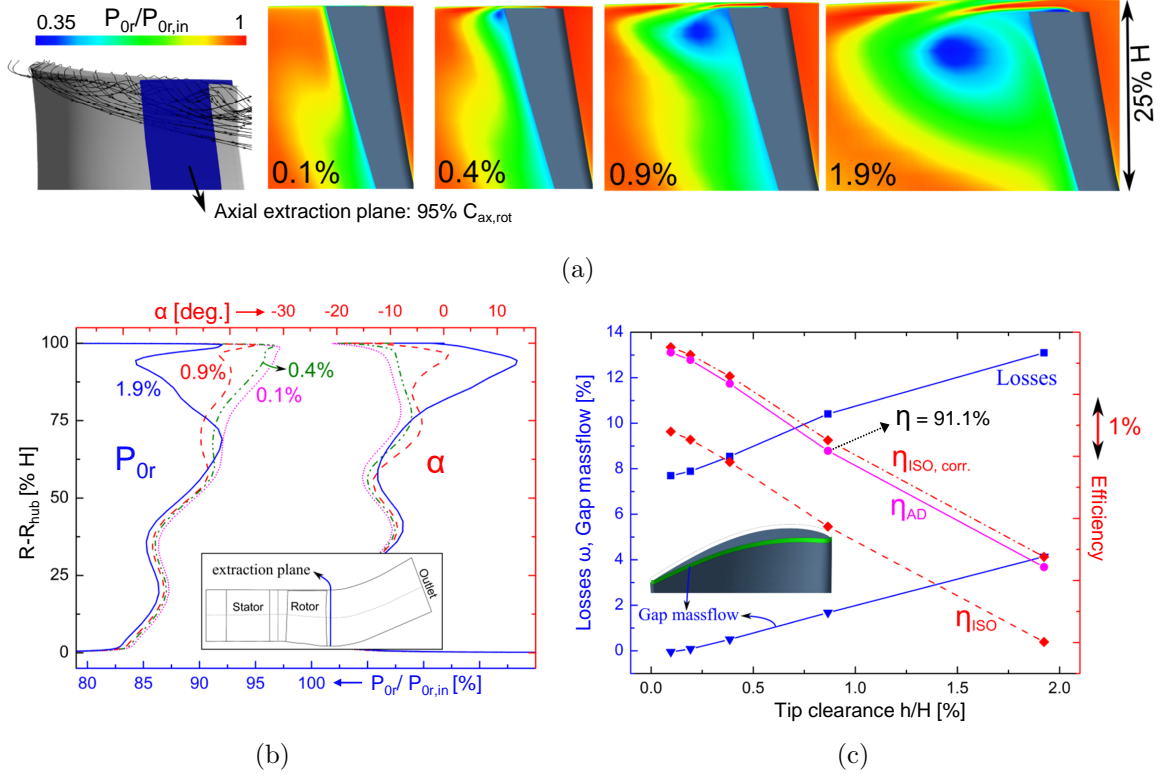 P0r/P0r,in
0.35 1
0.1%
0.4%
0.9%
1.9%
25% H
Axial extraction plane: 95% Cax,rot
(a)
α [deg.] → -30 -20 -10 0 10
100
75
50
25
0
R-Rhub [% H]
1.9%
0.9%
0.4%
0.1%
P0r
α
extraction plane
Stator
Rotor
Outlet
80 85 90 95 100
← P0r/ P0r,in [%]
(b)
14
12
10
8
6
4
2
0
Losses ω, Gap massflow [%]
Losses
η = 91.1%
1%
ηISO, corr.
ηAD
ηISO
Efficiency
Gap massflow
0.0 0.5 1.0 1.5 2.0
Tip clearance h/H [%]
(c)